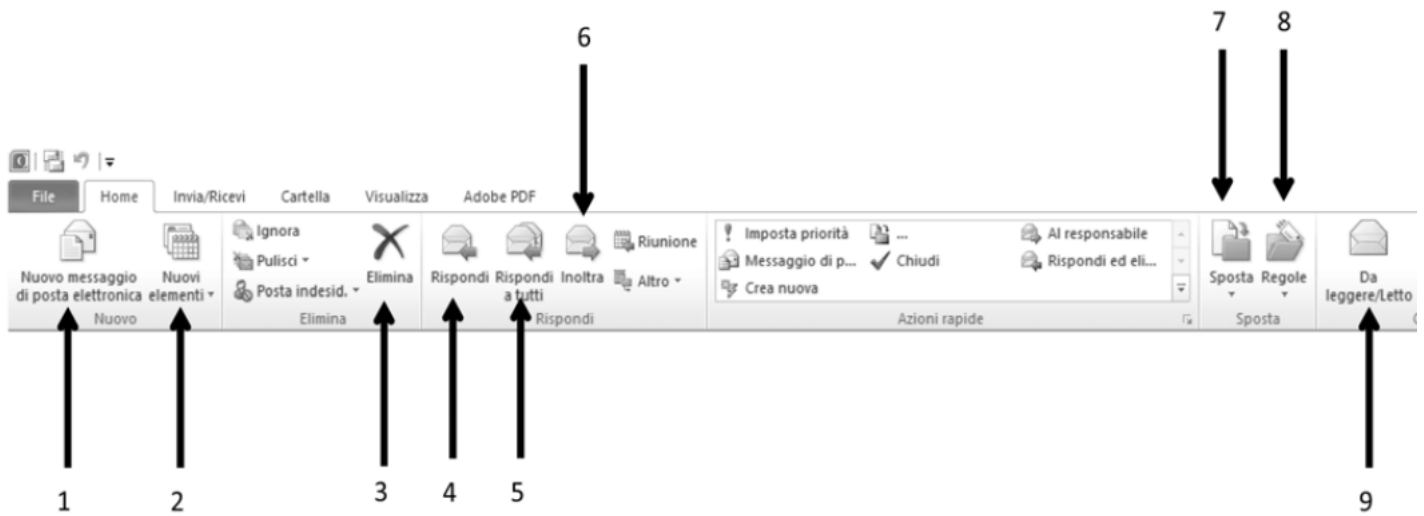 7 8
6
File Home Invia/Ricevi Cartella Visualizza Adobe PDF
Nuovo messaggio di posta elettronica
Nuovi elementi
Nuovo
Ignora
Pulisci
Posta indesid.
Elimina
Elimina
Rispondi
Rispondi a tutti
Inoltra
Riunione
Altro
Rispondi
Imposta priorità
Messaggio di p...
Crea nuova
...
Chiudi
Al responsabile
Rispondi ed eli...
Azioni rapide
Sposta
Regole
Sposta
Da leggere/Letto
1 2 3 4 5 9